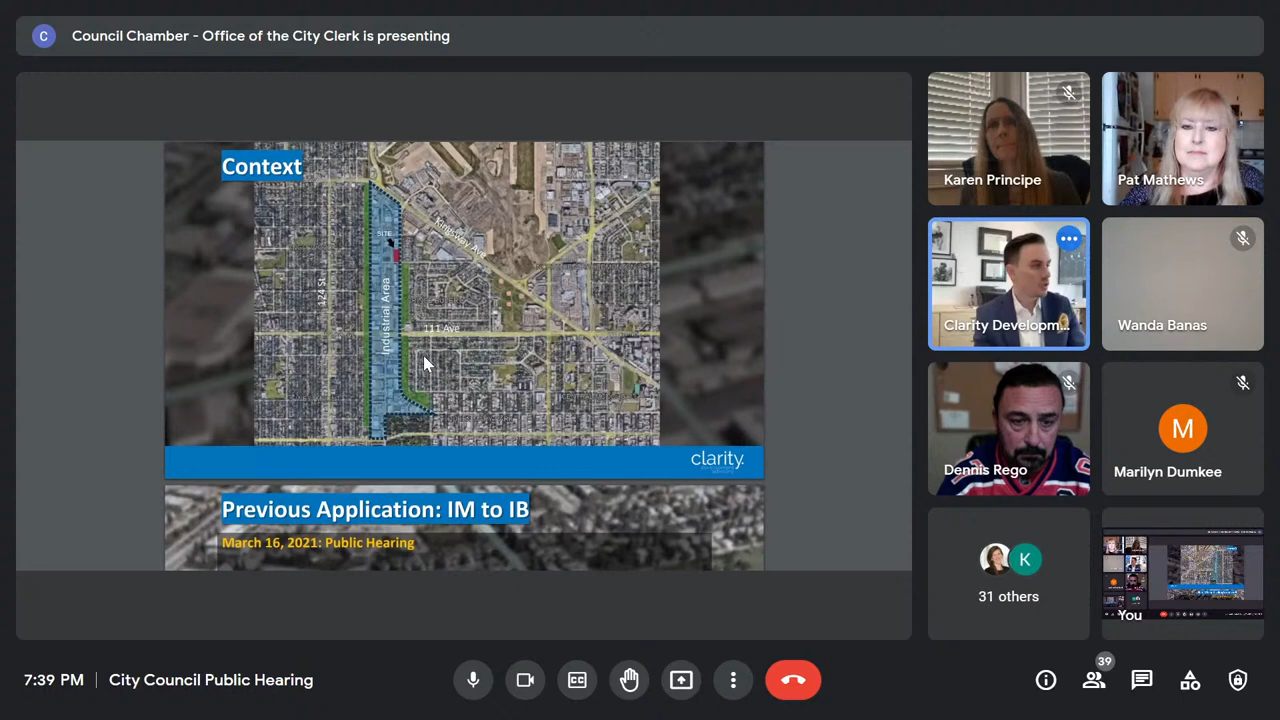 C
Council Chamber - Office of the City Clerk is presenting
Context
SITE
Kingsway Ave
124 St
Industrial Area
111 Ave
clarity.
Previous Application: IM to IB
March 16, 2021: Public Hearing
Karen Principe
Pat Mathews
Clarity Developm...
Wanda Banas
Dennis Rego
M
Marilyn Dumkee
K
31 others
You
7:39 PM
City Council Public Hearing
39